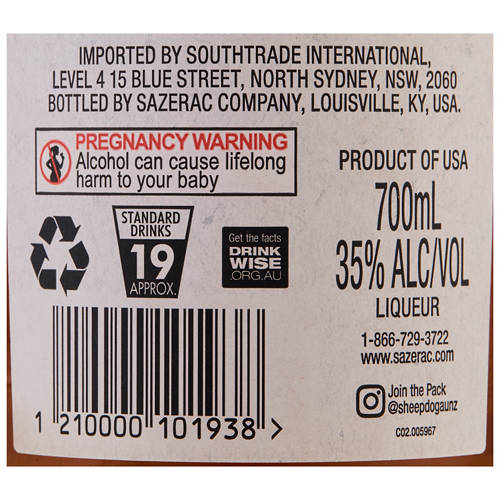 IMPORTED BY SOUTHTRADE INTERNATIONAL,
LEVEL 4 15 BLUE STREET, NORTH SYDNEY, NSW, 2060
BOTTLED BY SAZERAC COMPANY, LOUISVILLE, KY, USA.
PREGNANCY WARNING
Alcohol can cause lifelong
harm to your baby
STANDARD
DRINKS
19
APPROX.
Get the facts
DRINK
WISE
.ORG.AU
PRODUCT OF USA
700mL
35% ALC/VOL
LIQUEUR
1-866-729-3722
www.sazerac.com
Join the Pack
@sheepdogaunz
C02.005967
1 210000 101938 >